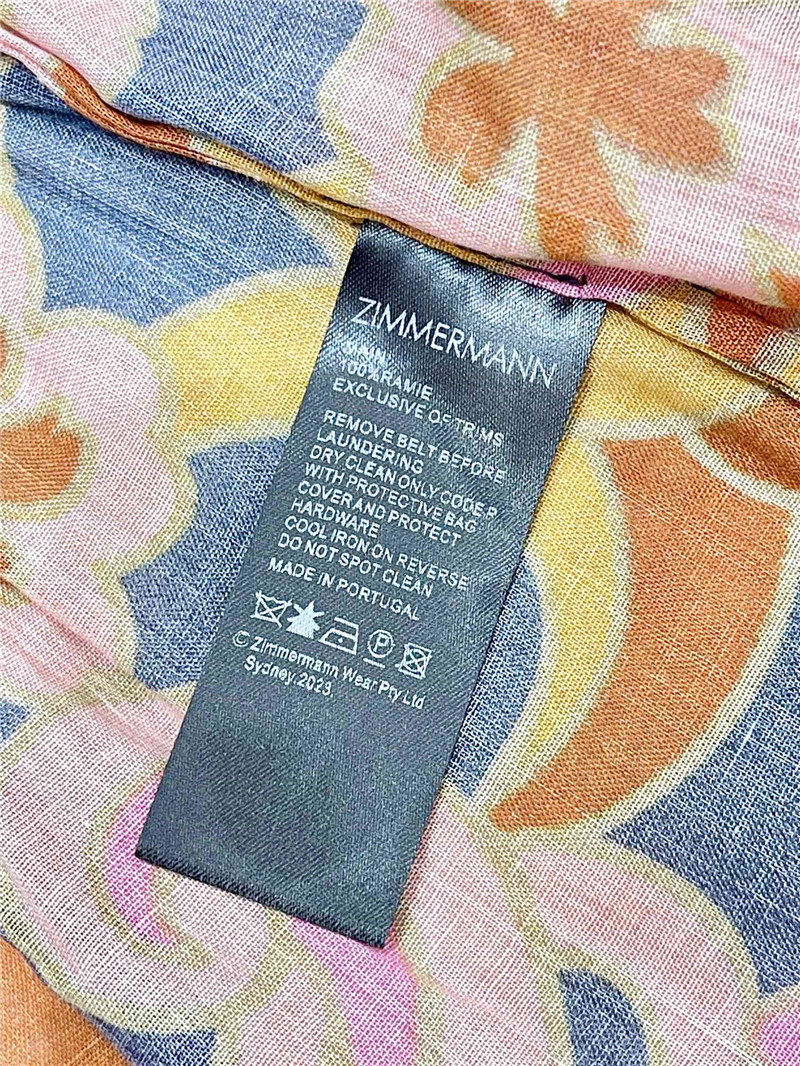 ZIMMERMANN
100% RAMIE
EXCLUSIVE OF TRIMS
REMOVE BELT BEFORE
LAUNDERING
DRY CLEAN ONLY CODE P
WITH PROTECTIVE BAG
COVER AND PROTECT
HARDWARE
COOL IRON ON REVERSE
DO NOT SPOT CLEAN
MADE IN PORTUGAL
P
© Zimmermann Wear Pty Ltd
Sydney. 2023